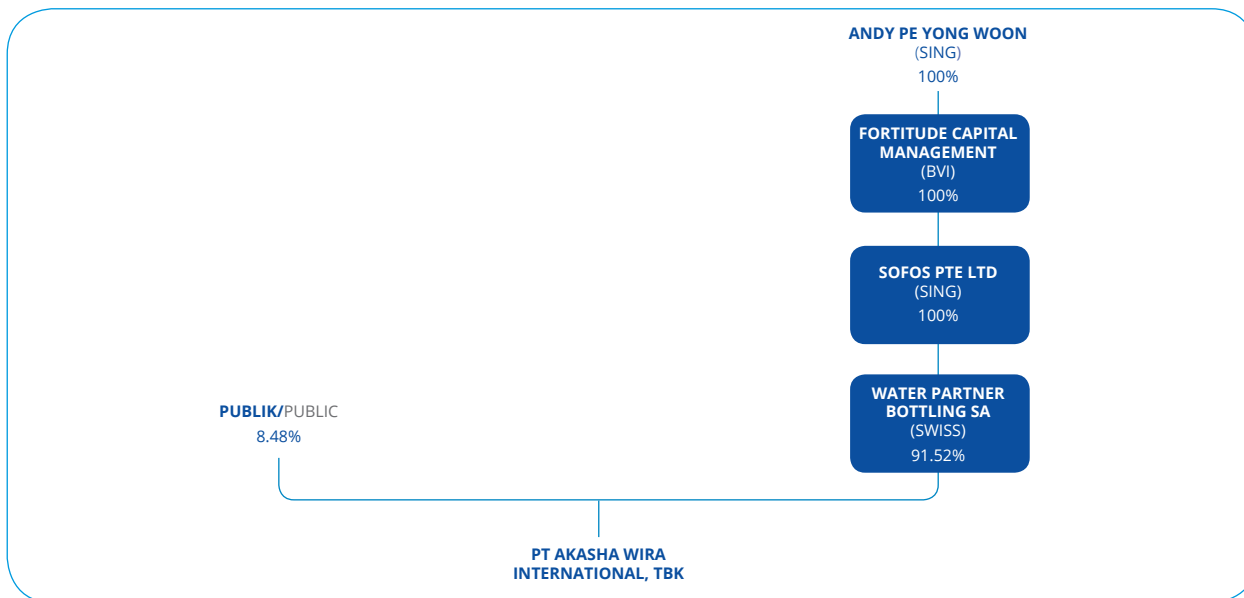 ANDY PE YONG WOON
(SING)
100%
FORTITUDE CAPITAL
MANAGEMENT
(BVI)
100%
SOFOS PTE LTD
(SING)
100%
WATER PARTNER
BOTTLING SA
(SWISS)
91.52%
PUBLIK/PUBLIC
8.48%
PT AKASHA WIRA
INTERNATIONAL, TBK